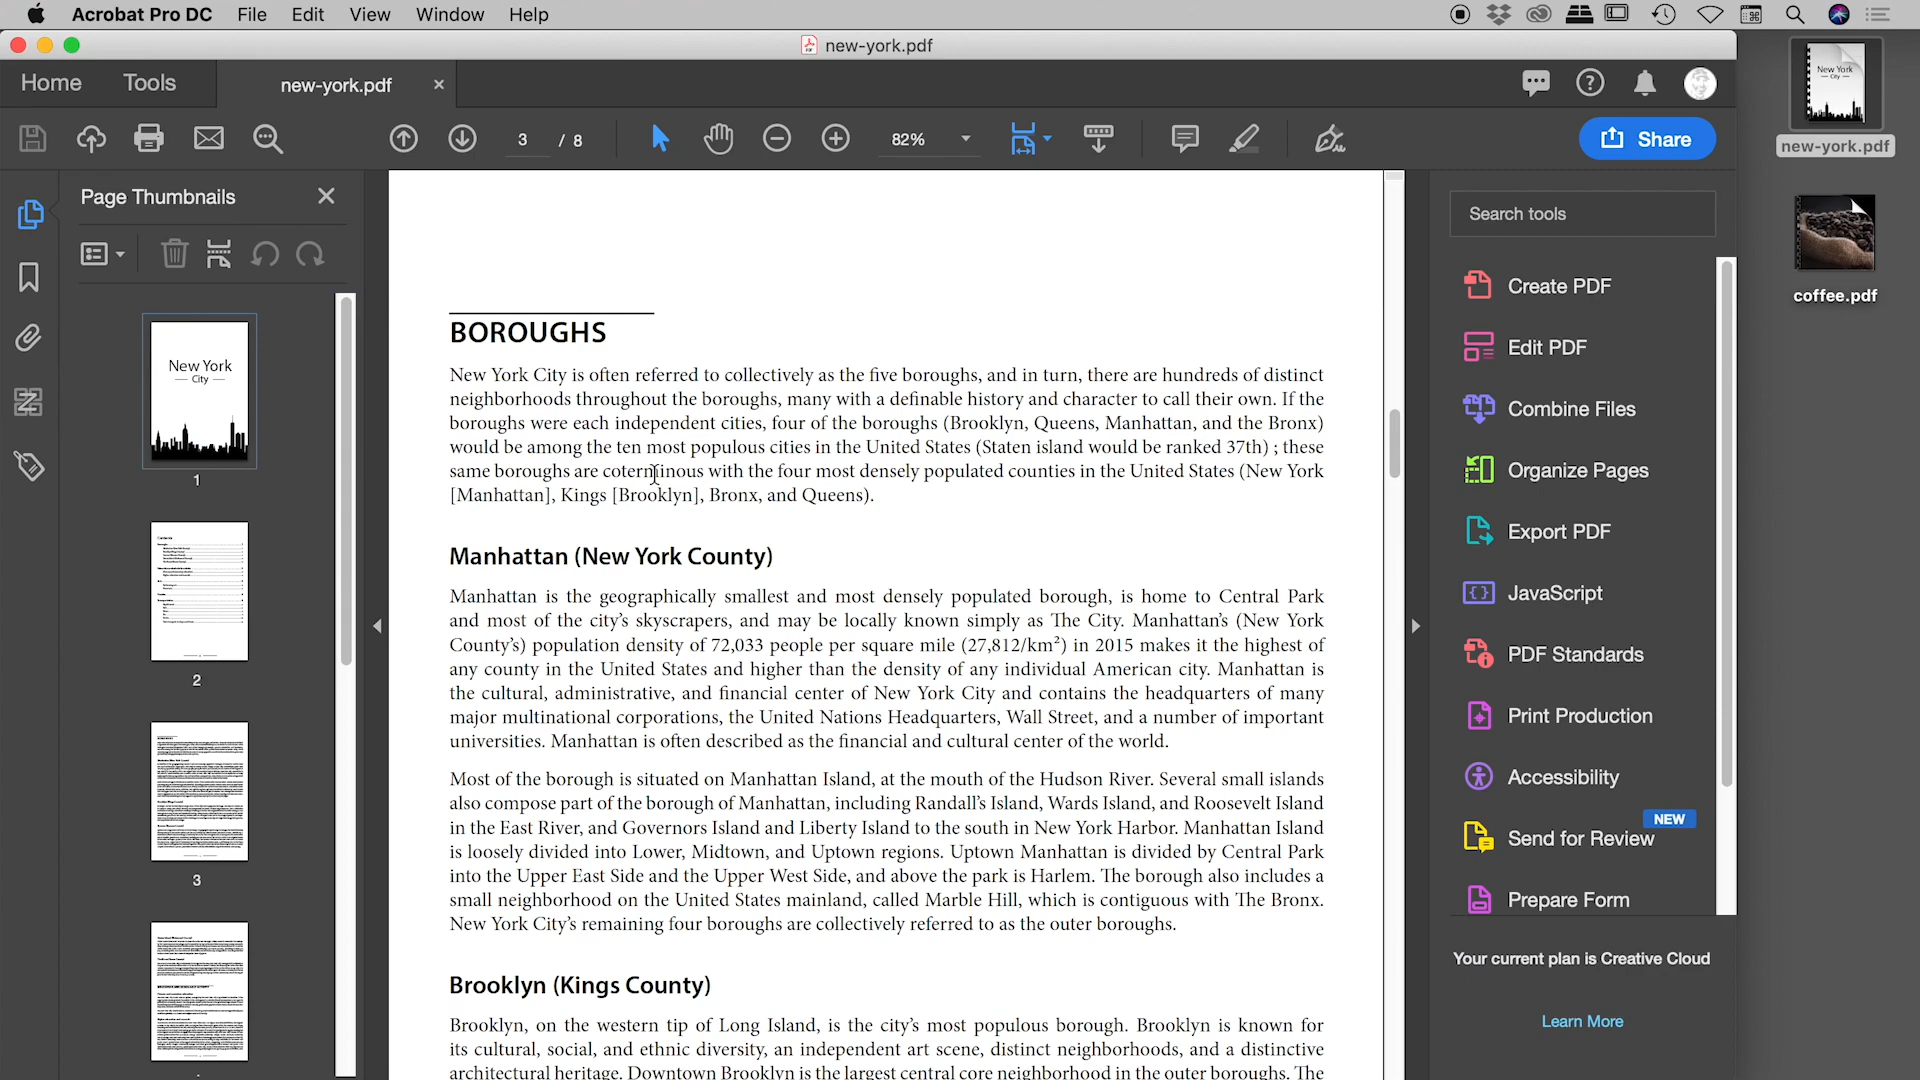 Acrobat Pro DC File Edit View Window Help
new-york.pdf
Home Tools new-york.pdf
3 / 8 82% Share
Page Thumbnails
New York
City
1
Contents
2
3
BOROUGHS
New York City is often referred to collectively as the five boroughs, and in turn, there are hundreds of distinct
neighborhoods throughout the boroughs, many with a definable history and character to call their own. If the
boroughs were each independent cities, four of the boroughs (Brooklyn, Queens, Manhattan, and the Bronx)
would be among the ten most populous cities in the United States (Staten island would be ranked 37th) ; these
same boroughs are coterminous with the four most densely populated counties in the United States (New York
[Manhattan], Kings [Brooklyn], Bronx, and Queens).
Manhattan (New York County)
Manhattan is the geographically smallest and most densely populated borough, is home to Central Park
and most of the city’s skyscrapers, and may be locally known simply as The City. Manhattan’s (New York
County’s) population density of 72,033 people per square mile (27,812/km²) in 2015 makes it the highest of
any county in the United States and higher than the density of any individual American city. Manhattan is
the cultural, administrative, and financial center of New York City and contains the headquarters of many
major multinational corporations, the United Nations Headquarters, Wall Street, and a number of important
universities. Manhattan is often described as the financial and cultural center of the world.
Most of the borough is situated on Manhattan Island, at the mouth of the Hudson River. Several small islands
also compose part of the borough of Manhattan, including Randall’s Island, Wards Island, and Roosevelt Island
in the East River, and Governors Island and Liberty Island to the south in New York Harbor. Manhattan Island
is loosely divided into Lower, Midtown, and Uptown regions. Uptown Manhattan is divided by Central Park
into the Upper East Side and the Upper West Side, and above the park is Harlem. The borough also includes a
small neighborhood on the United States mainland, called Marble Hill, which is contiguous with The Bronx.
New York City’s remaining four boroughs are collectively referred to as the outer boroughs.
Brooklyn (Kings County)
Brooklyn, on the western tip of Long Island, is the city’s most populous borough. Brooklyn is known for
its cultural, social, and ethnic diversity, an independent art scene, distinct neighborhoods, and a distinctive
architectural heritage. Downtown Brooklyn is the largest central core neighborhood in the outer boroughs. The
Search tools
Create PDF
Edit PDF
Combine Files
Organize Pages
Export PDF
JavaScript
PDF Standards
Print Production
Accessibility
NEW
Send for Review
Prepare Form
Your current plan is Creative Cloud
Learn More
New York
City
new-york.pdf
coffee.pdf